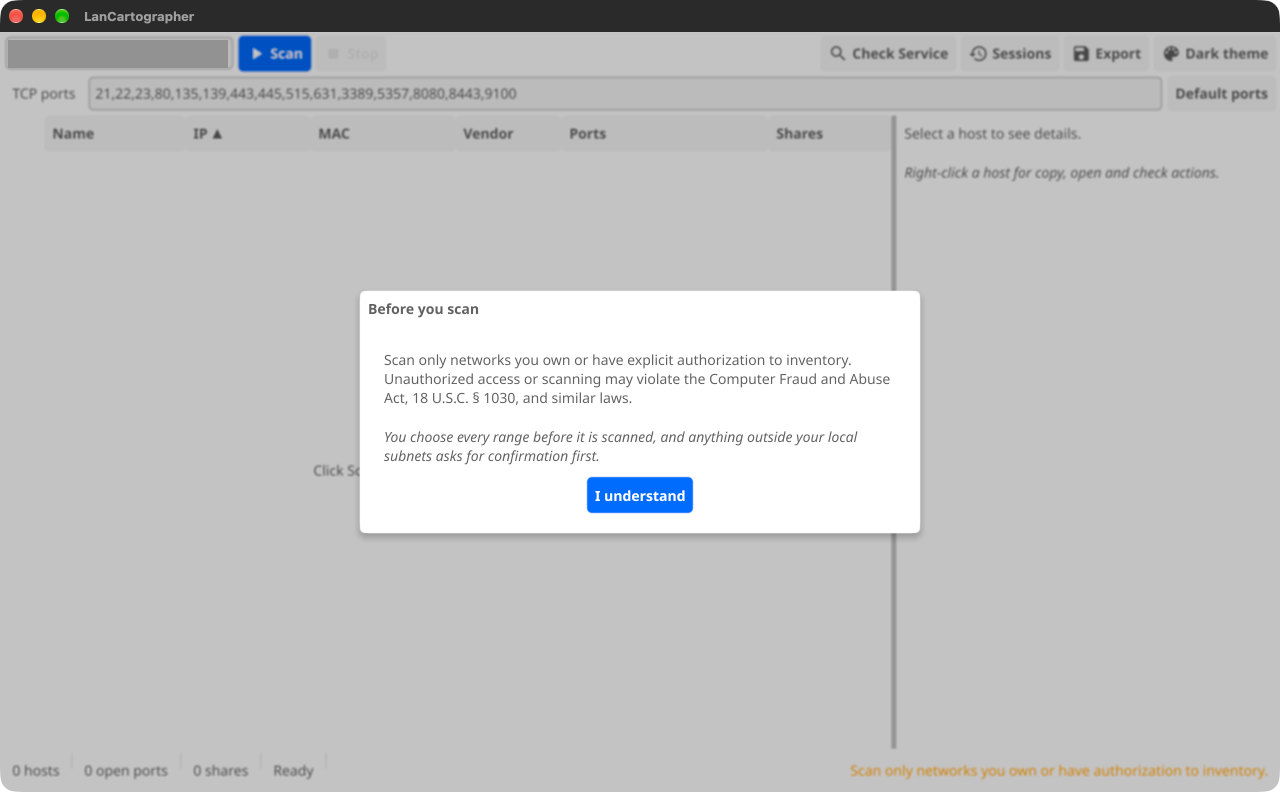 LanCartographer
Scan Stop Check Service Sessions Export Dark theme
TCP ports 21,22,23,80,135,139,443,445,515,631,3389,5357,8080,8443,9100 Default ports
Name IP ▲ MAC Vendor Ports Shares
Select a host to see details.
Right-click a host for copy, open and check actions.
Before you scan
Scan only networks you own or have explicit authorization to inventory.
Unauthorized access or scanning may violate the Computer Fraud and Abuse
Act, 18 U.S.C. § 1030, and similar laws.
You choose every range before it is scanned, and anything outside your local
subnets asks for confirmation first.
Click
I understand
0 hosts 0 open ports 0 shares Ready
Scan only networks you own or have authorization to inventory.